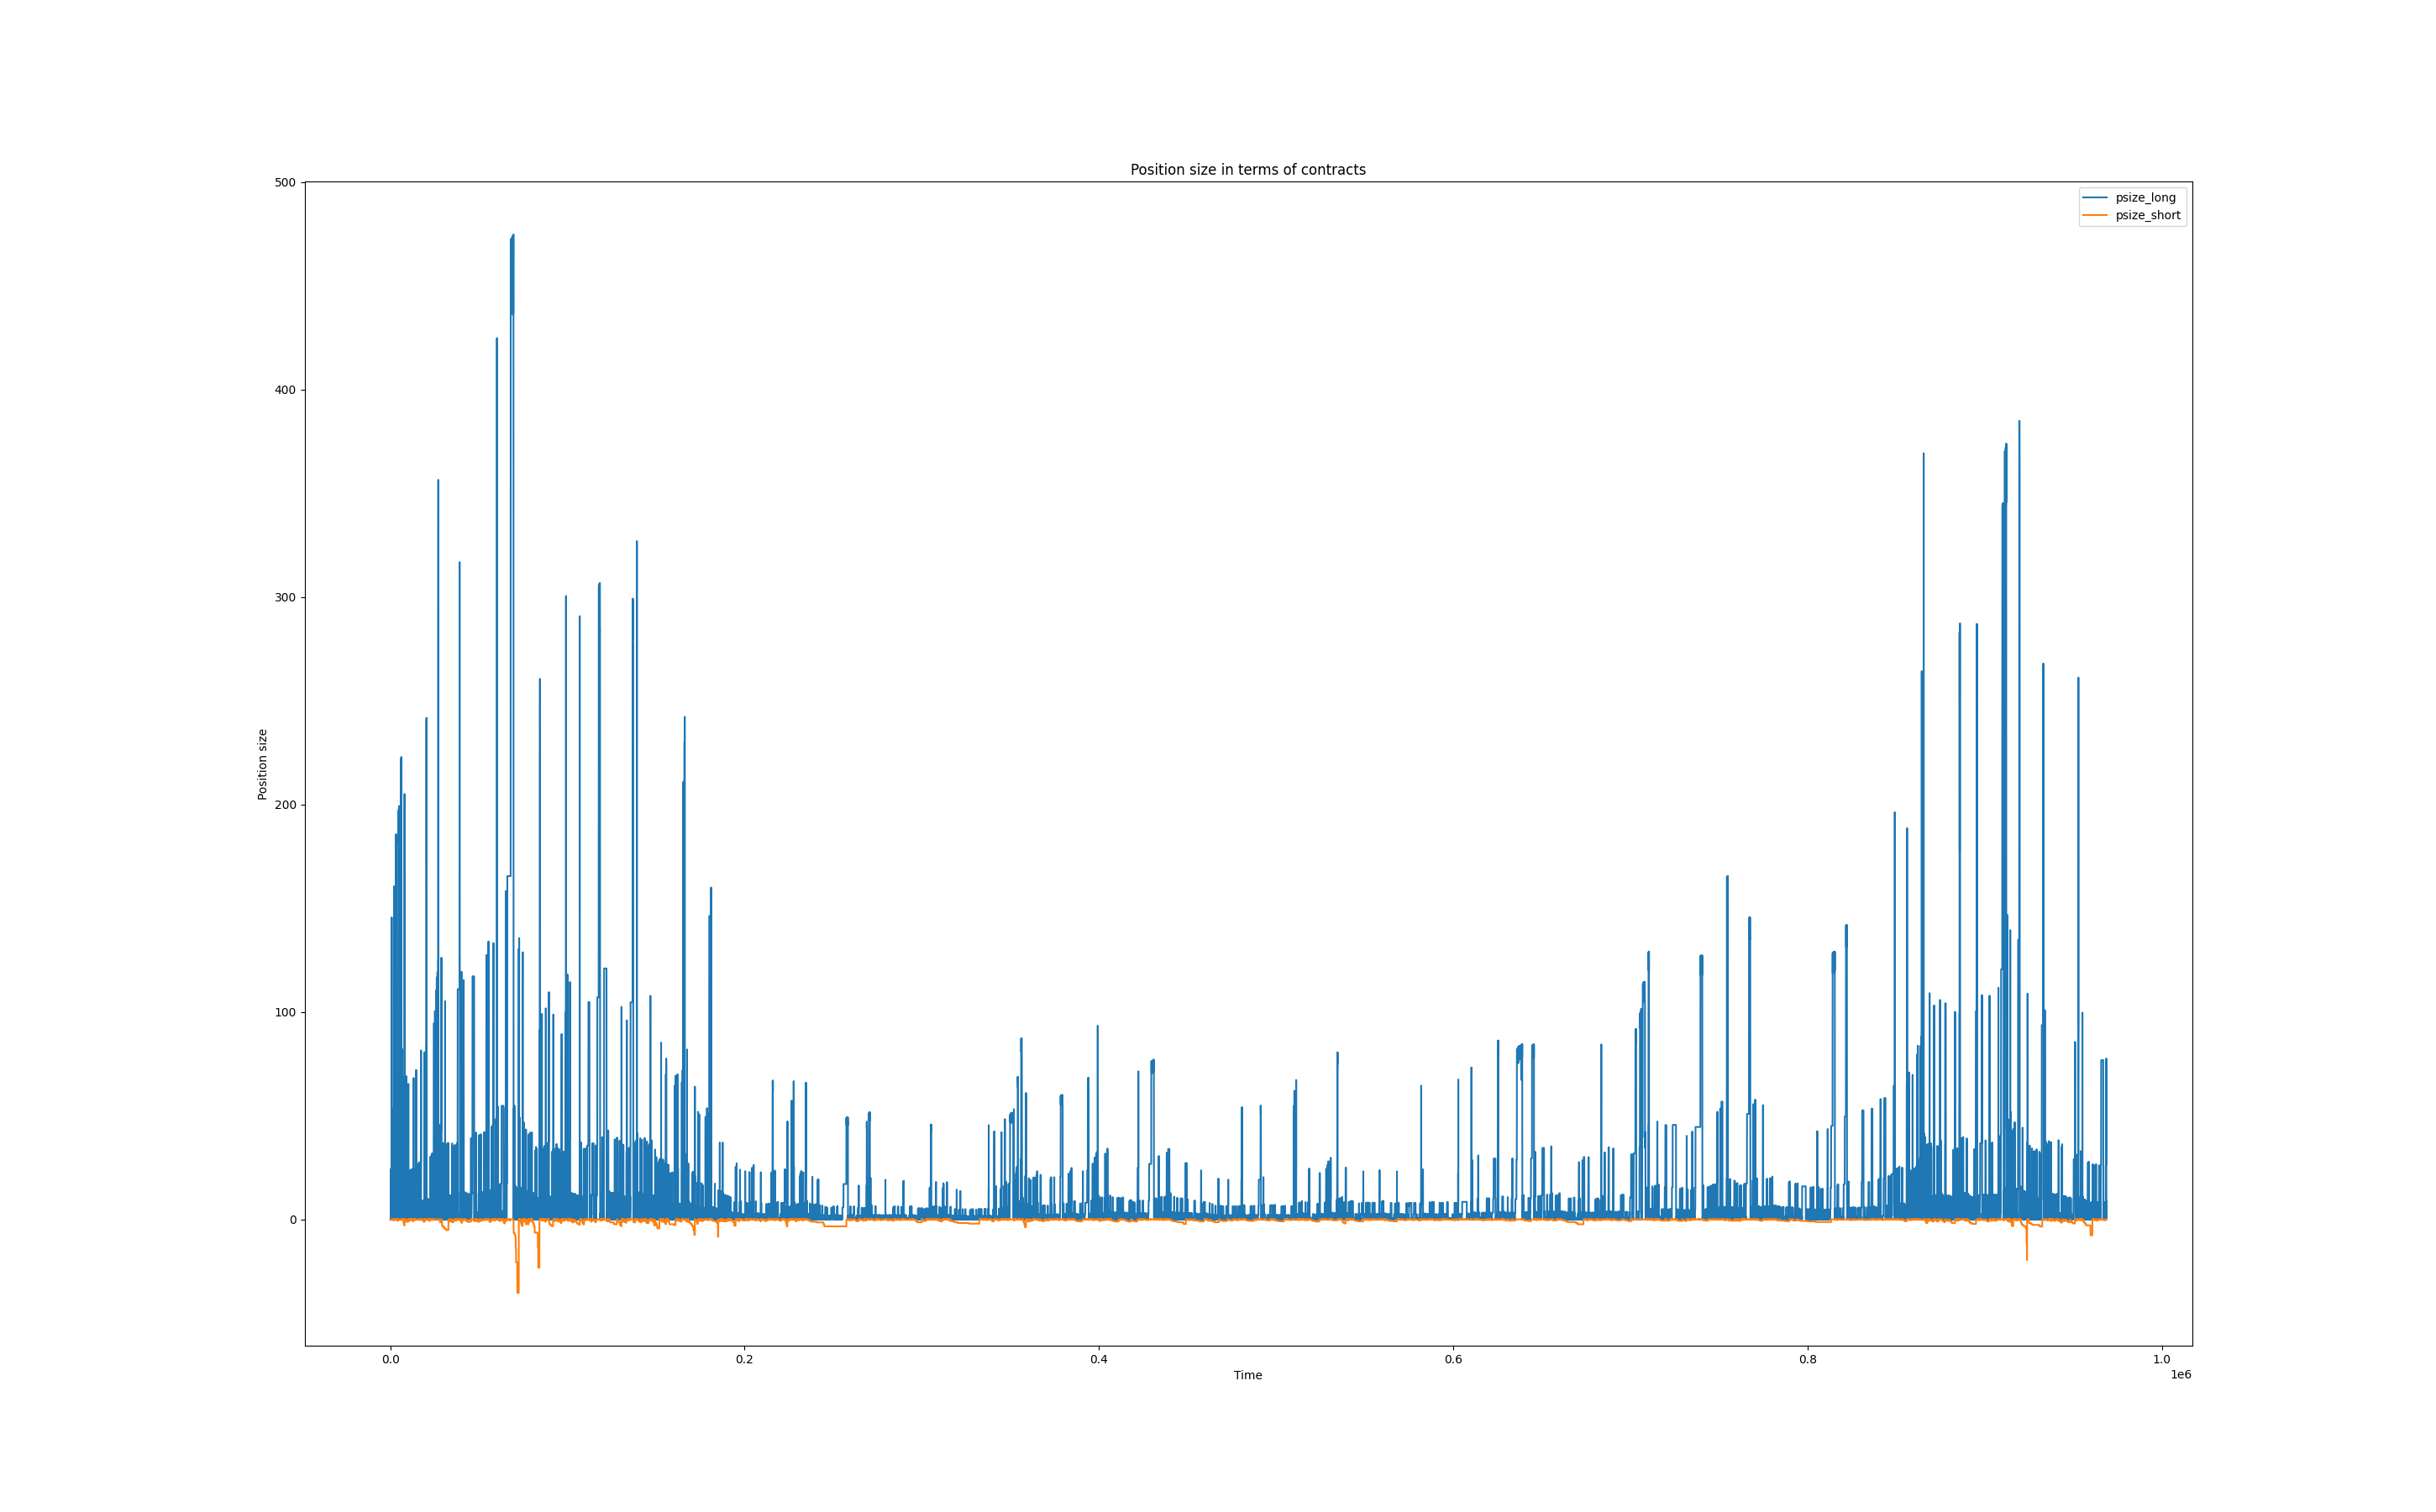 Position size in terms of contracts
psize_long
psize_short
500
400
300
200
100
0
Position size
0.0 0.2 0.4 0.6 0.8 1.0
Time
1e6